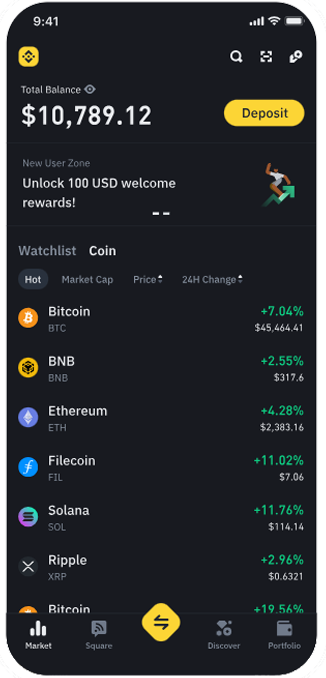 9:41
Total Balance
$10,789.12
Deposit
New User Zone
Unlock 100 USD welcome
rewards!
Watchlist Coin
Hot Market Cap Price 24H Change
Bitcoin +7.04%
BTC $45,464.41
BNB +2.55%
BNB $317.6
Ethereum +4.28%
ETH $2,383.16
Filecoin +11.02%
FIL $7.06
Solana +11.76%
SOL $114.14
Ripple +2.96%
XRP $0.6321
Bitcoin +19.56%
Market Square Discover Portfolio